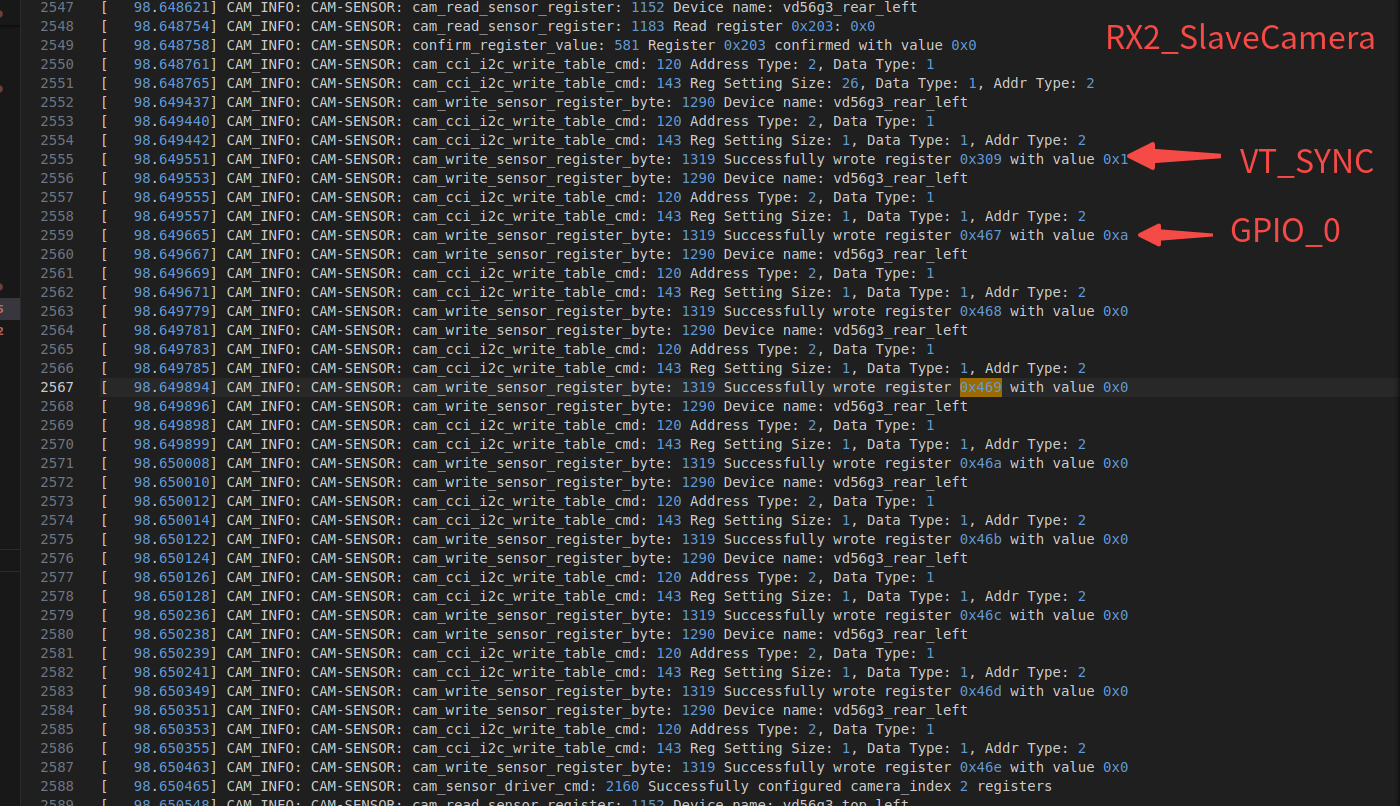 2547 [ 98.648621] CAM_INFO: CAM-SENSOR: cam_read_sensor_register: 1152 Device name: vd56g3_rear_left
2548 [ 98.648754] CAM_INFO: CAM-SENSOR: cam_read_sensor_register: 1183 Read register 0x203: 0x0
RX2_SlaveCamera
2549 [ 98.648758] CAM_INFO: CAM-SENSOR: confirm_register_value: 581 Register 0x203 confirmed with value 0x0
2550 [ 98.648761] CAM_INFO: CAM-SENSOR: cam_cci_i2c_write_table_cmd: 120 Address Type: 2, Data Type: 1
2551 [ 98.648765] CAM_INFO: CAM-SENSOR: cam_cci_i2c_write_table_cmd: 143 Reg Setting Size: 26, Data Type: 1, Addr Type: 2
2552 [ 98.649437] CAM_INFO: CAM-SENSOR: cam_write_sensor_register_byte: 1290 Device name: vd56g3_rear_left
2553 [ 98.649440] CAM_INFO: CAM-SENSOR: cam_cci_i2c_write_table_cmd: 120 Address Type: 2, Data Type: 1
2554 [ 98.649442] CAM_INFO: CAM-SENSOR: cam_cci_i2c_write_table_cmd: 143 Reg Setting Size: 1, Data Type: 1, Addr Type: 2
2555 [ 98.649551] CAM_INFO: CAM-SENSOR: cam_write_sensor_register_byte: 1319 Successfully wrote register 0x309 with value 0x1
VT_SYNC
2556 [ 98.649553] CAM_INFO: CAM-SENSOR: cam_write_sensor_register_byte: 1290 Device name: vd56g3_rear_left
2557 [ 98.649555] CAM_INFO: CAM-SENSOR: cam_cci_i2c_write_table_cmd: 120 Address Type: 2, Data Type: 1
2558 [ 98.649557] CAM_INFO: CAM-SENSOR: cam_cci_i2c_write_table_cmd: 143 Reg Setting Size: 1, Data Type: 1, Addr Type: 2
2559 [ 98.649665] CAM_INFO: CAM-SENSOR: cam_write_sensor_register_byte: 1319 Successfully wrote register 0x467 with value 0xa
GPIO_0
2560 [ 98.649667] CAM_INFO: CAM-SENSOR: cam_write_sensor_register_byte: 1290 Device name: vd56g3_rear_left
2561 [ 98.649669] CAM_INFO: CAM-SENSOR: cam_cci_i2c_write_table_cmd: 120 Address Type: 2, Data Type: 1
2562 [ 98.649671] CAM_INFO: CAM-SENSOR: cam_cci_i2c_write_table_cmd: 143 Reg Setting Size: 1, Data Type: 1, Addr Type: 2
2563 [ 98.649779] CAM_INFO: CAM-SENSOR: cam_write_sensor_register_byte: 1319 Successfully wrote register 0x468 with value 0x0
2564 [ 98.649781] CAM_INFO: CAM-SENSOR: cam_write_sensor_register_byte: 1290 Device name: vd56g3_rear_left
2565 [ 98.649783] CAM_INFO: CAM-SENSOR: cam_cci_i2c_write_table_cmd: 120 Address Type: 2, Data Type: 1
2566 [ 98.649785] CAM_INFO: CAM-SENSOR: cam_cci_i2c_write_table_cmd: 143 Reg Setting Size: 1, Data Type: 1, Addr Type: 2
2567 [ 98.649894] CAM_INFO: CAM-SENSOR: cam_write_sensor_register_byte: 1319 Successfully wrote register 0x469 with value 0x0
2568 [ 98.649896] CAM_INFO: CAM-SENSOR: cam_write_sensor_register_byte: 1290 Device name: vd56g3_rear_left
2569 [ 98.649898] CAM_INFO: CAM-SENSOR: cam_cci_i2c_write_table_cmd: 120 Address Type: 2, Data Type: 1
2570 [ 98.649899] CAM_INFO: CAM-SENSOR: cam_cci_i2c_write_table_cmd: 143 Reg Setting Size: 1, Data Type: 1, Addr Type: 2
2571 [ 98.650008] CAM_INFO: CAM-SENSOR: cam_write_sensor_register_byte: 1319 Successfully wrote register 0x46a with value 0x0
2572 [ 98.650010] CAM_INFO: CAM-SENSOR: cam_write_sensor_register_byte: 1290 Device name: vd56g3_rear_left
2573 [ 98.650012] CAM_INFO: CAM-SENSOR: cam_cci_i2c_write_table_cmd: 120 Address Type: 2, Data Type: 1
2574 [ 98.650014] CAM_INFO: CAM-SENSOR: cam_cci_i2c_write_table_cmd: 143 Reg Setting Size: 1, Data Type: 1, Addr Type: 2
2575 [ 98.650122] CAM_INFO: CAM-SENSOR: cam_write_sensor_register_byte: 1319 Successfully wrote register 0x46b with value 0x0
2576 [ 98.650124] CAM_INFO: CAM-SENSOR: cam_write_sensor_register_byte: 1290 Device name: vd56g3_rear_left
2577 [ 98.650126] CAM_INFO: CAM-SENSOR: cam_cci_i2c_write_table_cmd: 120 Address Type: 2, Data Type: 1
2578 [ 98.650128] CAM_INFO: CAM-SENSOR: cam_cci_i2c_write_table_cmd: 143 Reg Setting Size: 1, Data Type: 1, Addr Type: 2
2579 [ 98.650236] CAM_INFO: CAM-SENSOR: cam_write_sensor_register_byte: 1319 Successfully wrote register 0x46c with value 0x0
2580 [ 98.650238] CAM_INFO: CAM-SENSOR: cam_write_sensor_register_byte: 1290 Device name: vd56g3_rear_left
2581 [ 98.650239] CAM_INFO: CAM-SENSOR: cam_cci_i2c_write_table_cmd: 120 Address Type: 2, Data Type: 1
2582 [ 98.650241] CAM_INFO: CAM-SENSOR: cam_cci_i2c_write_table_cmd: 143 Reg Setting Size: 1, Data Type: 1, Addr Type: 2
2583 [ 98.650349] CAM_INFO: CAM-SENSOR: cam_write_sensor_register_byte: 1319 Successfully wrote register 0x46d with value 0x0
2584 [ 98.650351] CAM_INFO: CAM-SENSOR: cam_write_sensor_register_byte: 1290 Device name: vd56g3_rear_left
2585 [ 98.650353] CAM_INFO: CAM-SENSOR: cam_cci_i2c_write_table_cmd: 120 Address Type: 2, Data Type: 1
2586 [ 98.650355] CAM_INFO: CAM-SENSOR: cam_cci_i2c_write_table_cmd: 143 Reg Setting Size: 1, Data Type: 1, Addr Type: 2
2587 [ 98.650463] CAM_INFO: CAM-SENSOR: cam_write_sensor_register_byte: 1319 Successfully wrote register 0x46e with value 0x0
2588 [ 98.650465] CAM_INFO: CAM-SENSOR: cam_sensor_driver_cmd: 2160 Successfully configured camera_index 2 registers
2589 [ 98.650548] CAM_INFO: CAM-SENSOR: cam_read_sensor_register: 1152 Device name: vd56g3_top_left